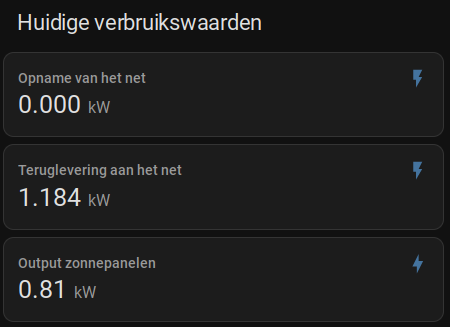 Huidige verbruikswaarden
Opname van het net
0.000 kW
Teruglevering aan het net
1.184 kW
Output zonnepanelen
0.81 kW